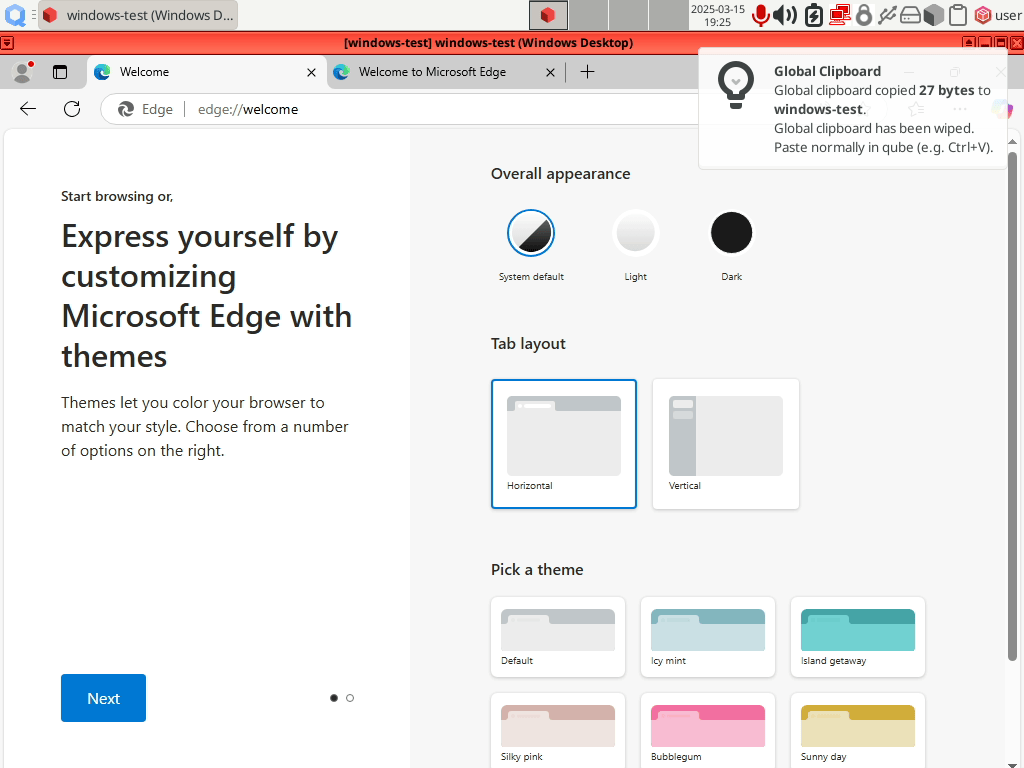 windows-test (Windows D...
2025-03-15
19:25
user
[windows-test] windows-test (Windows Desktop)
Welcome
Welcome to Microsoft Edge
Edge
edge://welcome
Global Clipboard
Global clipboard copied 27 bytes to
windows-test.
Global clipboard has been wiped.
Paste normally in qube (e.g. Ctrl+V).
Start browsing or,
Express yourself by
customizing
Microsoft Edge with
themes
Themes let you color your browser to
match your style. Choose from a number
of options on the right.
Next
Overall appearance
System default
Light
Dark
Tab layout
Horizontal
Vertical
Pick a theme
Default
Icy mint
Island getaway
Silky pink
Bubblegum
Sunny day